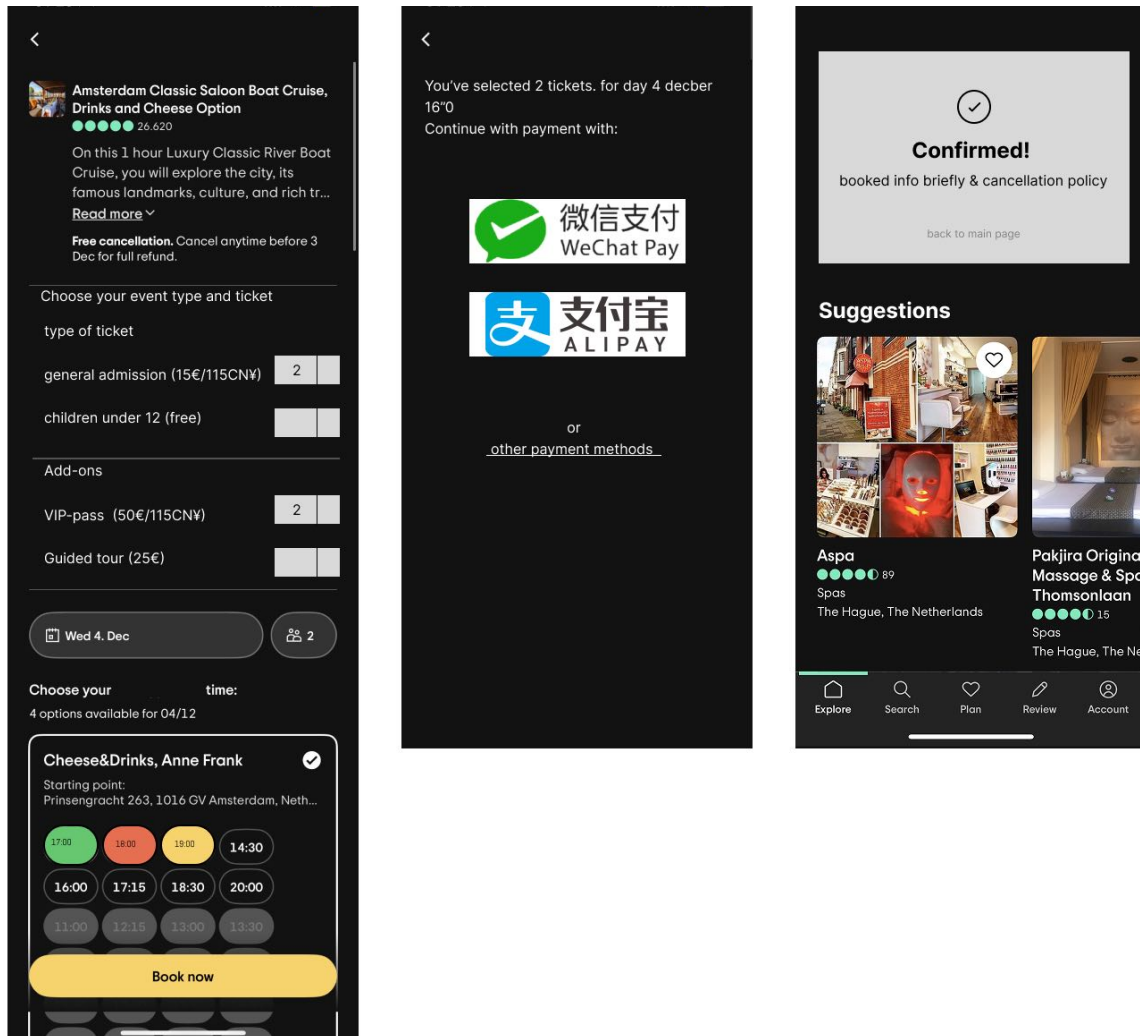 Amsterdam Classic Saloon Boat Cruise,
Drinks and Cheese Option
26.620
On this 1 hour Luxury Classic River Boat
Cruise, you will explore the city, its
famous landmarks, culture, and rich tr...
Read more
Free cancellation. Cancel anytime before 3
Dec for full refund.
Choose your event type and ticket
type of ticket
general admission (15€/115CN¥) 2
children under 12 (free)
Add-ons
VIP-pass (50€/115CN¥) 2
Guided tour (25€)
Wed 4. Dec 2
Choose your time:
4 options available for 04/12
Cheese&Drinks, Anne Frank
Starting point:
Prinsengracht 263, 1016 GV Amsterdam, Neth...
17:00 18:00 19:00 14:30
16:00 17:15 18:30 20:00
11:00 12:15 13:00 13:30
Book now
You've selected 2 tickets. for day 4 decber
16"0
Continue with payment with:
微信支付
WeChat Pay
支 支付宝
ALIPAY
or
other payment methods
Confirmed!
booked info briefly & cancellation policy
back to main page
Suggestions
Aspa
89
Spas
The Hague, The Netherlands
Pakjira Origina
Massage & Spa
Thomsonlaan
15
Spas
The Hague, The Ne
Explore Search Plan Review Account